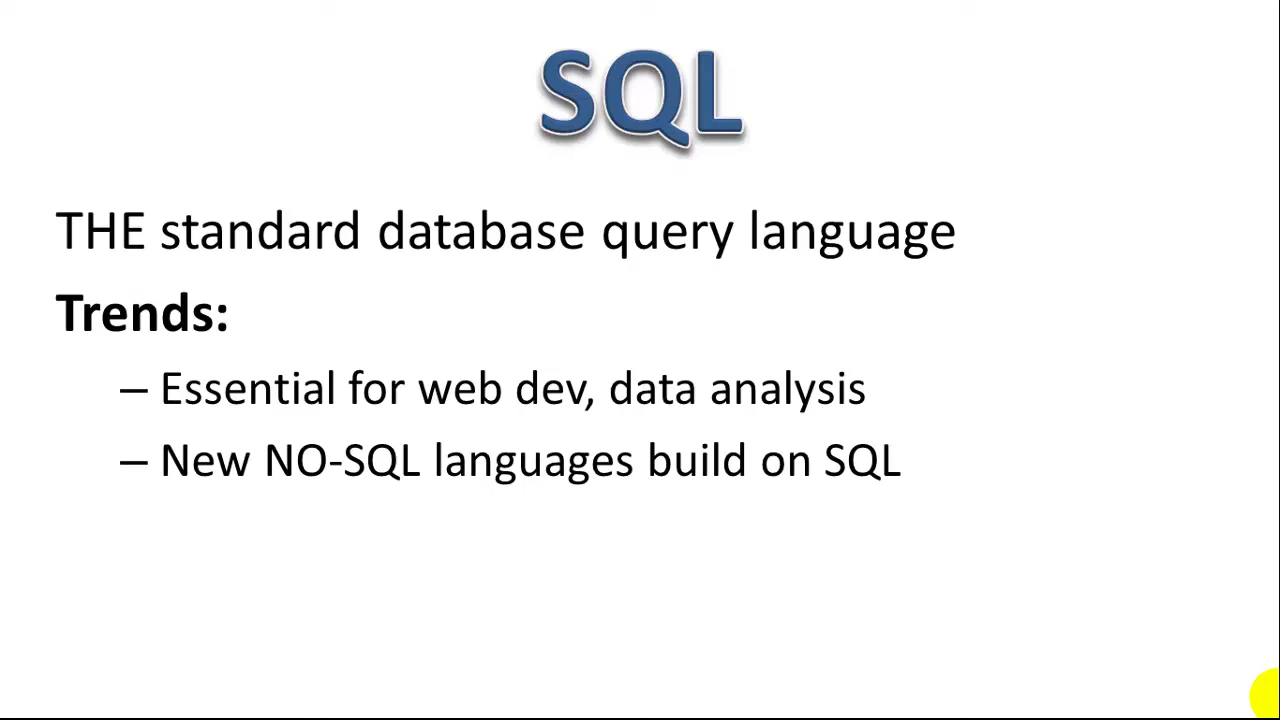 SQL
THE standard database query language
Trends:
– Essential for web dev, data analysis
– New NO-SQL languages build on SQL